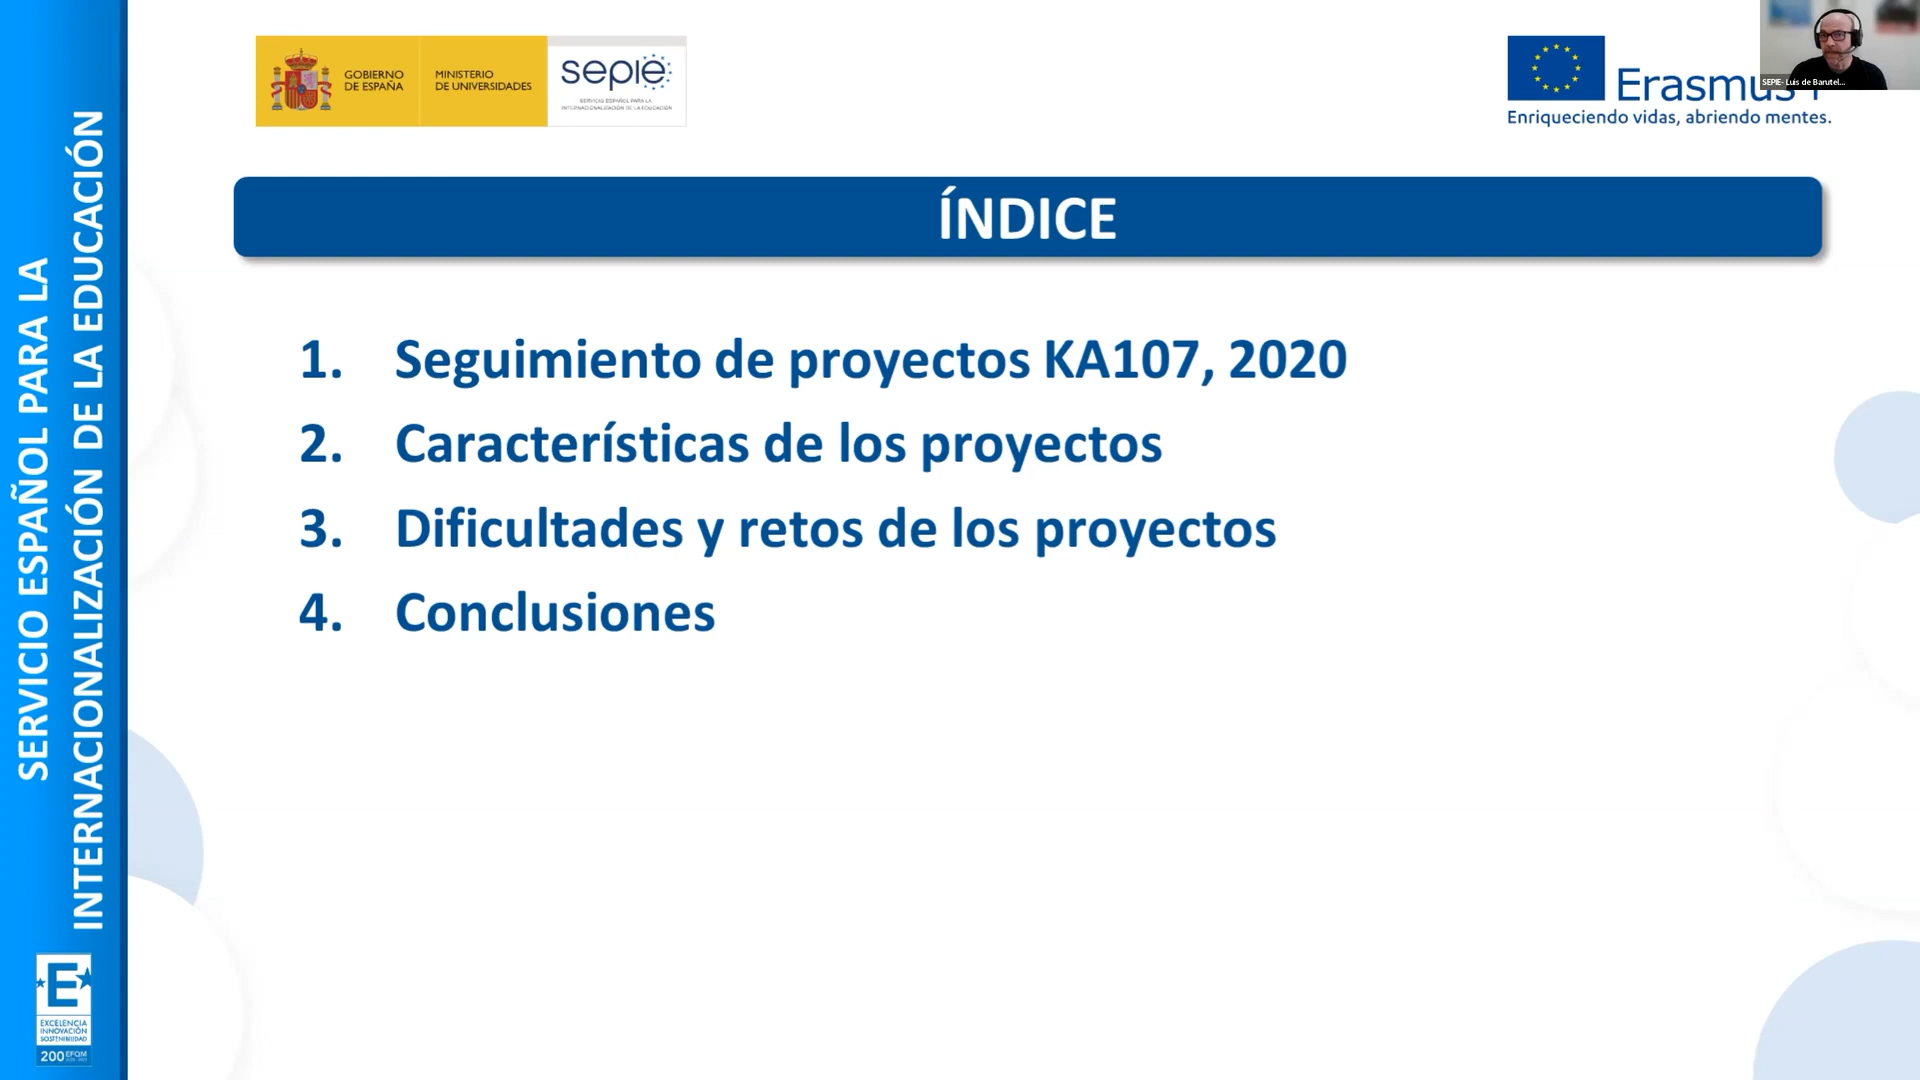 SERVICIO ESPAÑOL PARA LA
INTERNACIONALIZACIÓN DE LA EDUCACIÓN
GOBIERNO
DE ESPAÑA
MINISTERIO
DE UNIVERSIDADES
sepie
SERVICIO ESPAÑOL PARA LA
INTERNACIONALIZACIÓN DE LA EDUCACIÓN
Erasmus+
Enriqueciendo vidas, abriendo mentes.
SEPIE- Luis de Barutel...
ÍNDICE
1. Seguimiento de proyectos KA107, 2020
2. Características de los proyectos
3. Dificultades y retos de los proyectos
4. Conclusiones
E
EXCELENCIA
INNOVACIÓN
SOSTENIBILIDAD
200 EFQM